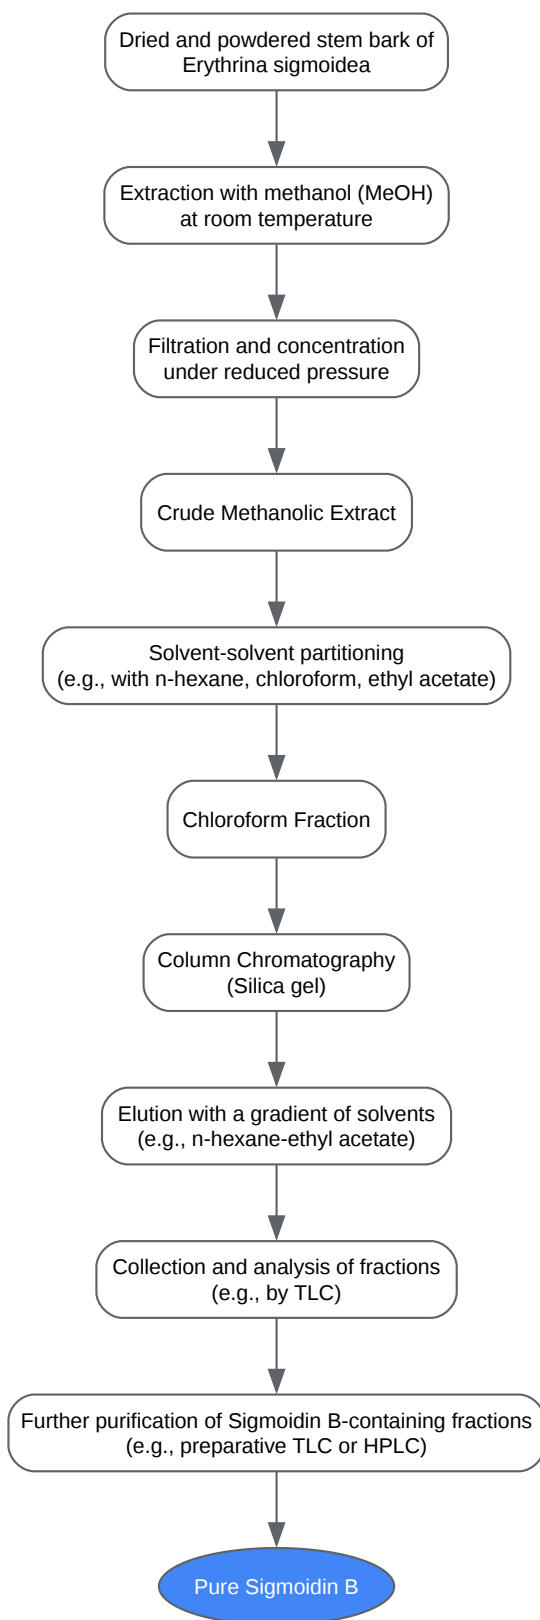 Dried and powdered stem bark of
Erythrina sigmoidea
Extraction with methanol (MeOH)
at room temperature
Filtration and concentration
under reduced pressure
Crude Methanolic Extract
Solvent-solvent partitioning
(e.g., with n-hexane, chloroform, ethyl acetate)
Chloroform Fraction
Column Chromatography
(Silica gel)
Elution with a gradient of solvents
(e.g., n-hexane-ethyl acetate)
Collection and analysis of fractions
(e.g., by TLC)
Further purification of Sigmoidin B-containing fractions
(e.g., preparative TLC or HPLC)
Pure Sigmoidin B